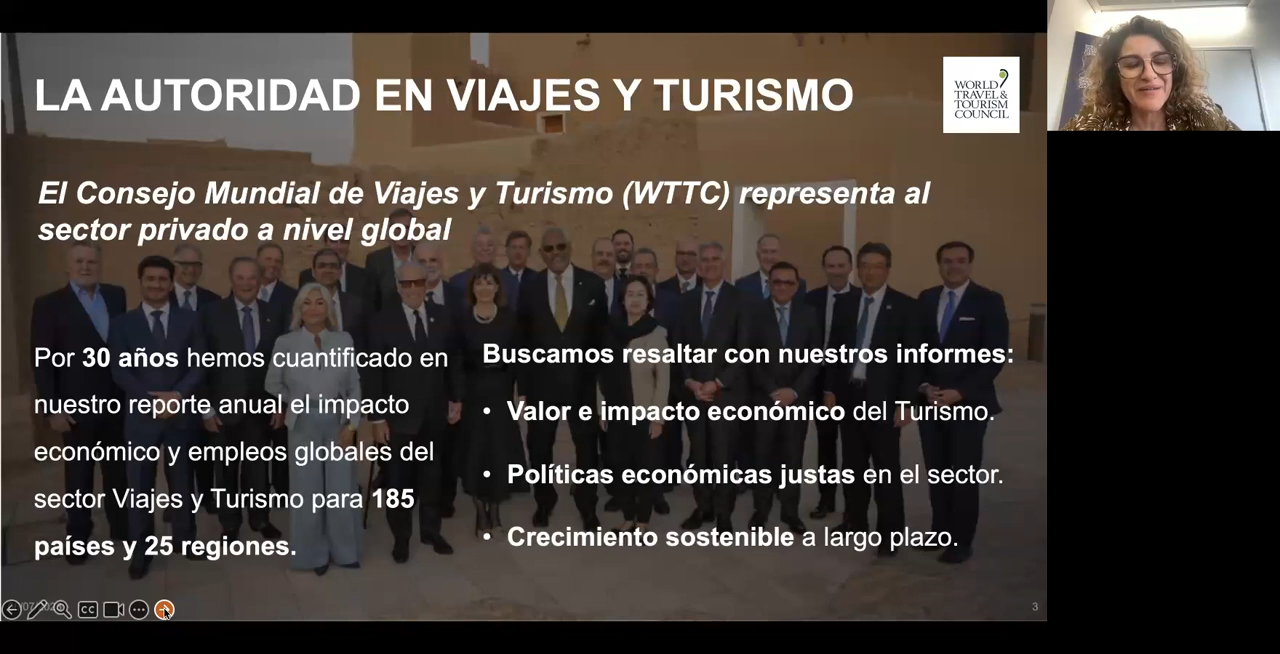 LA AUTORIDAD EN VIAJES Y TURISMO
WORLD
TRAVEL &
TOURISM
COUNCIL
El Consejo Mundial de Viajes y Turismo (WTTC) representa al
sector privado a nivel global
Por 30 años hemos cuantificado en
nuestro reporte anual el impacto
económico y empleos globales del
sector Viajes y Turismo para 185
países y 25 regiones.
Buscamos resaltar con nuestros informes:
• Valor e impacto económico del Turismo.
• Políticas económicas justas en el sector.
• Crecimiento sostenible a largo plazo.
CC
3